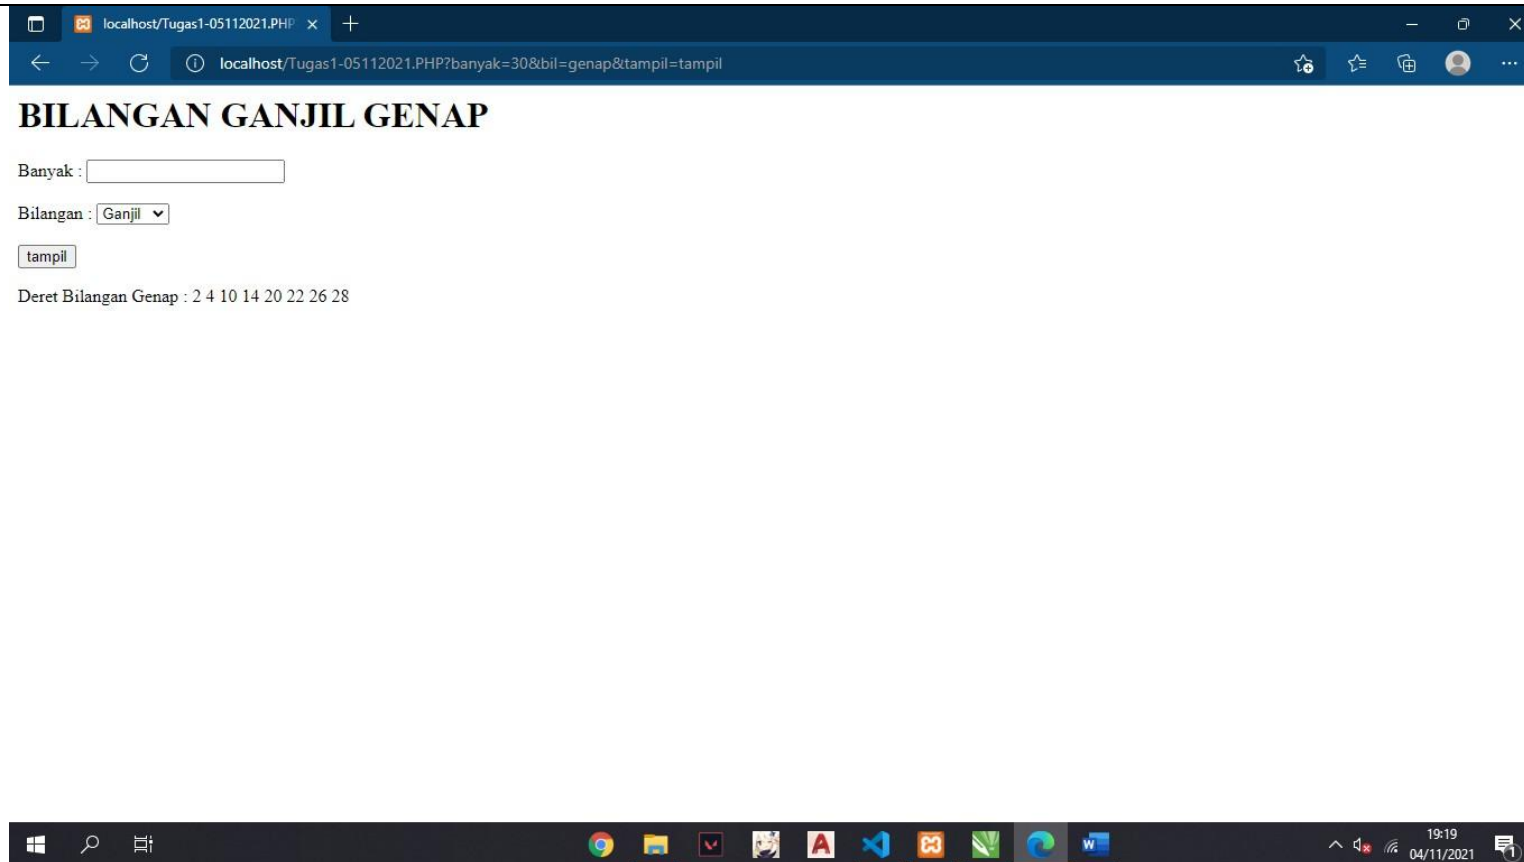 localhost/Tugas1-05112021.PHP
localhost/Tugas1-05112021.PHP?banyak=30&bil=genap&tampil=tampil
BILANGAN GANJIL GENAP
Banyak :
Bilangan : Ganjil
tampil
Deret Bilangan Genap : 2 4 10 14 20 22 26 28
19:19
04/11/2021